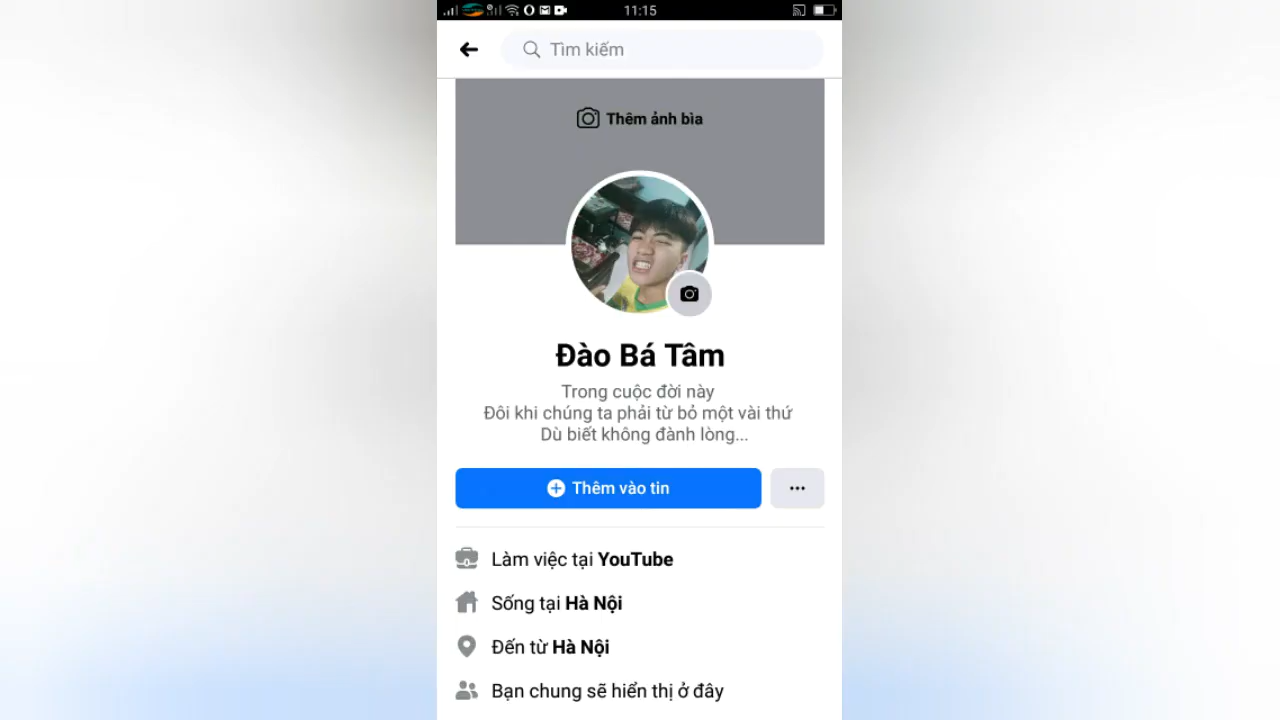 11:15
Tìm kiếm
Thêm ảnh bìa
Đào Bá Tâm
Trong cuộc đời này
Đôi khi chúng ta phải từ bỏ một vài thứ
Dù biết không đành lòng...
Thêm vào tin
Làm việc tại YouTube
Sống tại Hà Nội
Đến từ Hà Nội
Bạn chung sẽ hiển thị ở đây